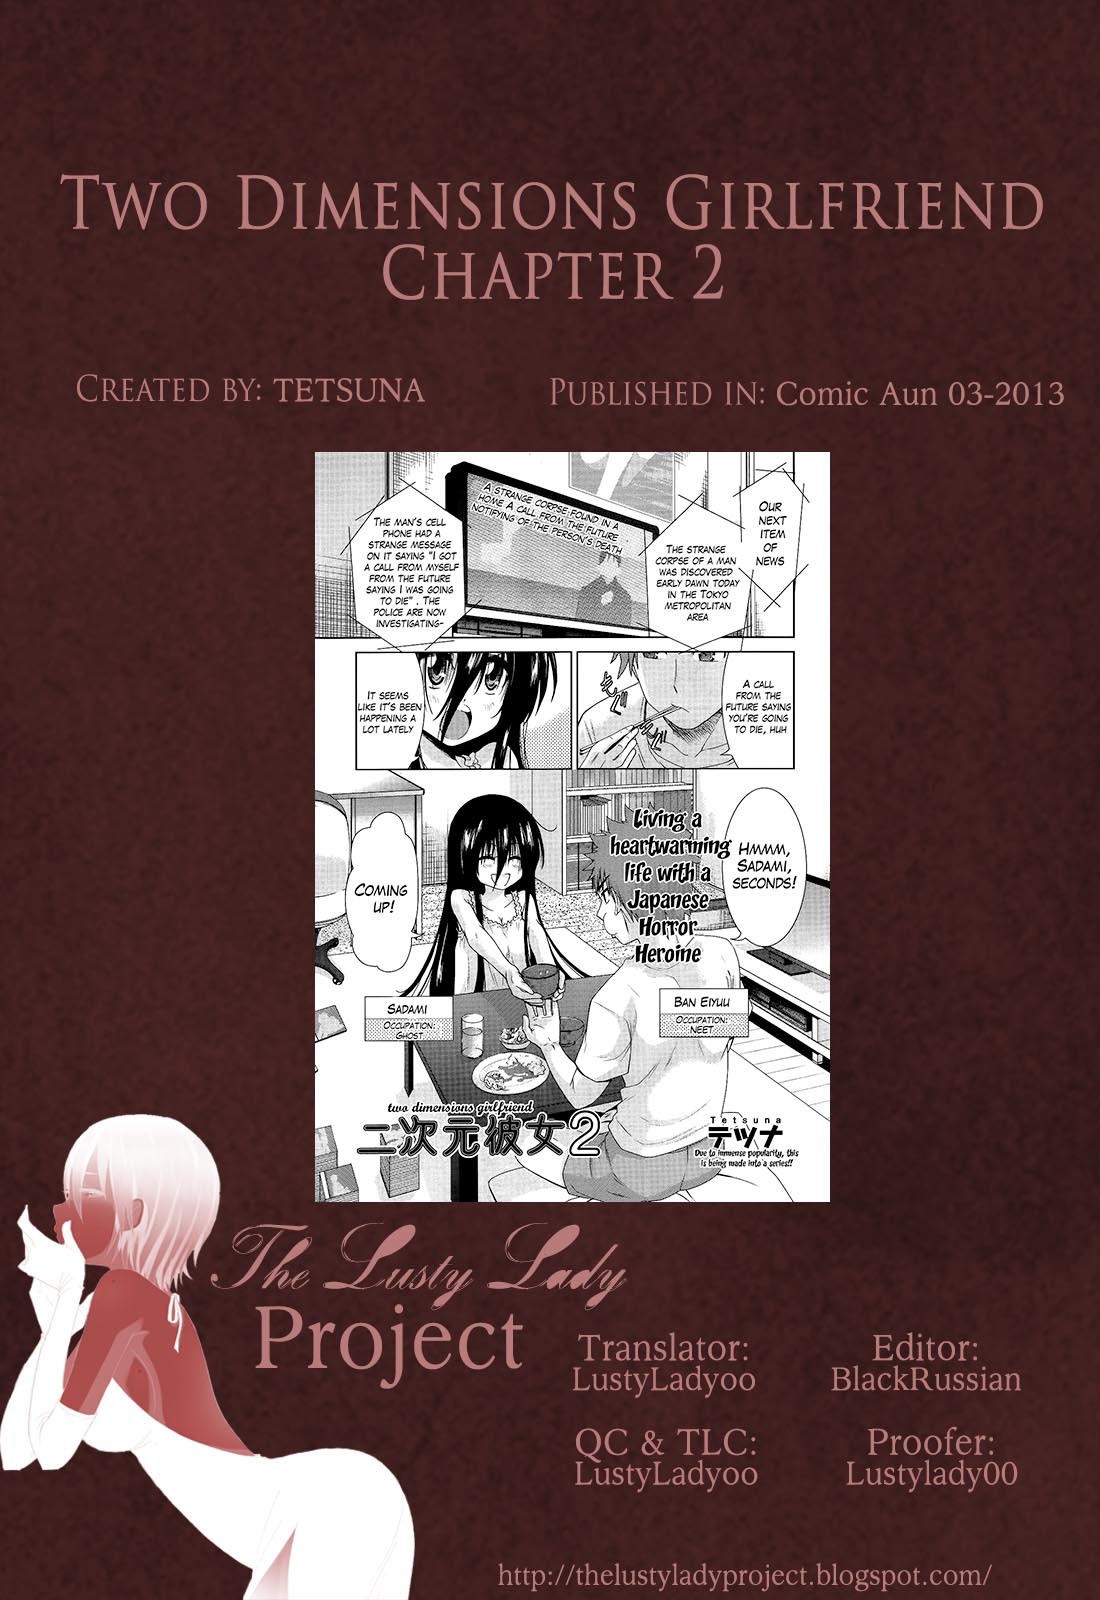 Two Dimensions Girlfriend
Chapter 2
Created by: TETSUNA
Published in: Comic Aun 03-2013
Our
next
item
of
news
A strange corpse found in a
home a call from the future
notifying of the person's death
The strange
corpse of a man
was discovered
early dawn today
in the Tokyo
metropolitan
area
The man's cell
phone had a
strange message
on it saying "I got
a call from myself
from the future
saying I was going
to die" . The
police are now
investigating-
A call
from the
future saying
you're going
to die, huh
もぐ
もぐ
It seems
like it's been
happening a
lot lately
Hmmm,
Sadami,
seconds!
Living a
heartwarming
life with a
Japanese
Horror
Heroine
Coming
up!
Sadami
Occupation:
Ghost
Ban Eiyuu
Occupation:
NEET
two dimensions girlfriend
二次元彼女2
Tetsuna
テツナ
Due to immense popularity, this
is being made into a series!!
The Lusty Lady
Project
Translator:
LustyLadyoo
Editor:
BlackRussian
QC & TLC:
LustyLadyoo
Proofer:
Lustylady00
http://thelustyladyproject.blogspot.com/